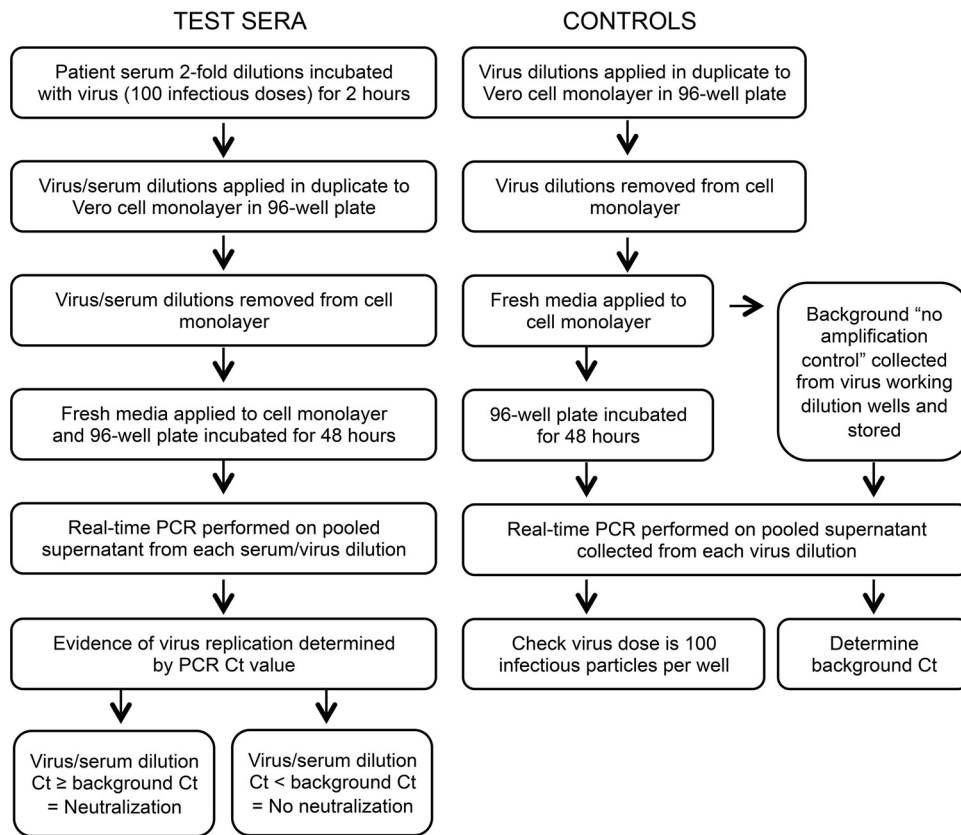 TEST SERA
Patient serum 2-fold dilutions incubated
with virus (100 infectious doses) for 2 hours
Virus/serum dilutions applied in duplicate to
Vero cell monolayer in 96-well plate
Virus/serum dilutions removed from cell
monolayer
Fresh media applied to cell monolayer
and 96-well plate incubated for 48 hours
Real-time PCR performed on pooled
supernatant from each serum/virus dilution
Evidence of virus replication determined
by PCR Ct value
Virus/serum dilution
Ct ≥ background Ct
= Neutralization
Virus/serum dilution
Ct < background Ct
= No neutralization
CONTROLS
Virus dilutions applied in duplicate to
Vero cell monolayer in 96-well plate
Virus dilutions removed from cell
monolayer
Fresh media applied to
cell monolayer
Background “no
amplification
control” collected
from virus working
dilution wells and
stored
96-well plate incubated
for 48 hours
Real-time PCR performed on pooled supernatant
collected from each virus dilution
Check virus dose is 100
infectious particles per well
Determine
background Ct